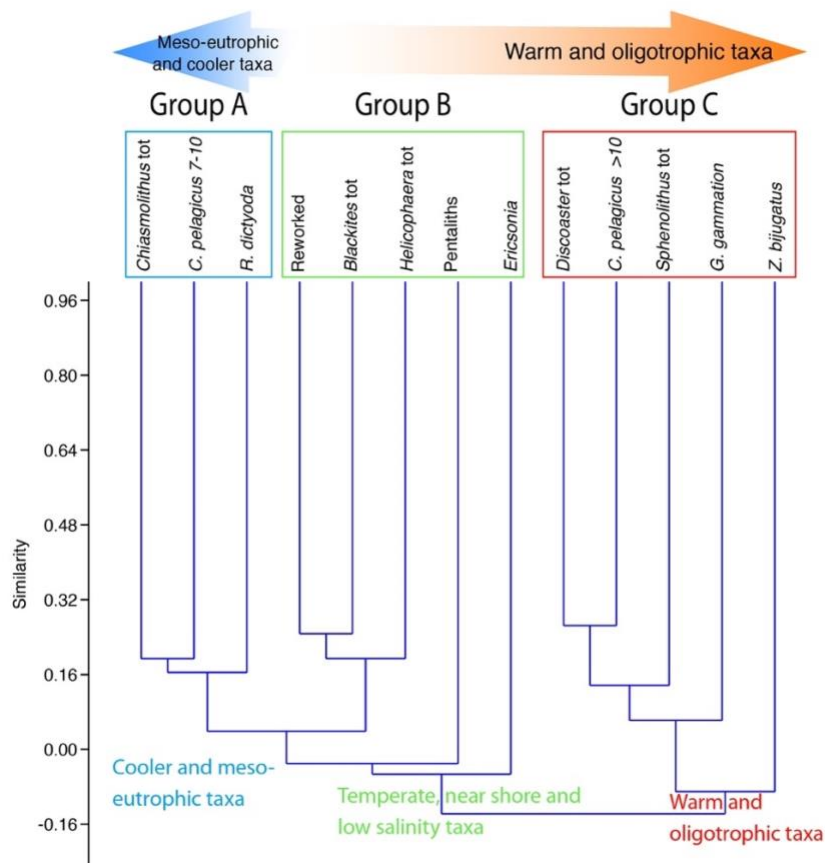 Meso-eutrophic
and cooler taxa
Warm and oligotrophic taxa
Group A
Group B
Group C
Chiasmolithus tot
C. pelagicus 7-10
R. dictyoda
Reworked
Blackites tot
Helicophaera tot
Pentaliths
Ericsonia
Discoaster tot
C. pelagicus >10
Sphenolithus tot
G. gammation
Z. bijugatus
0.96
0.80
0.64
0.48
0.32
0.16
0.00
-0.16
Similarity
Cooler and meso-
eutrophic taxa
Temperate, near shore and
low salinity taxa
Warm and
oligotrophic taxa